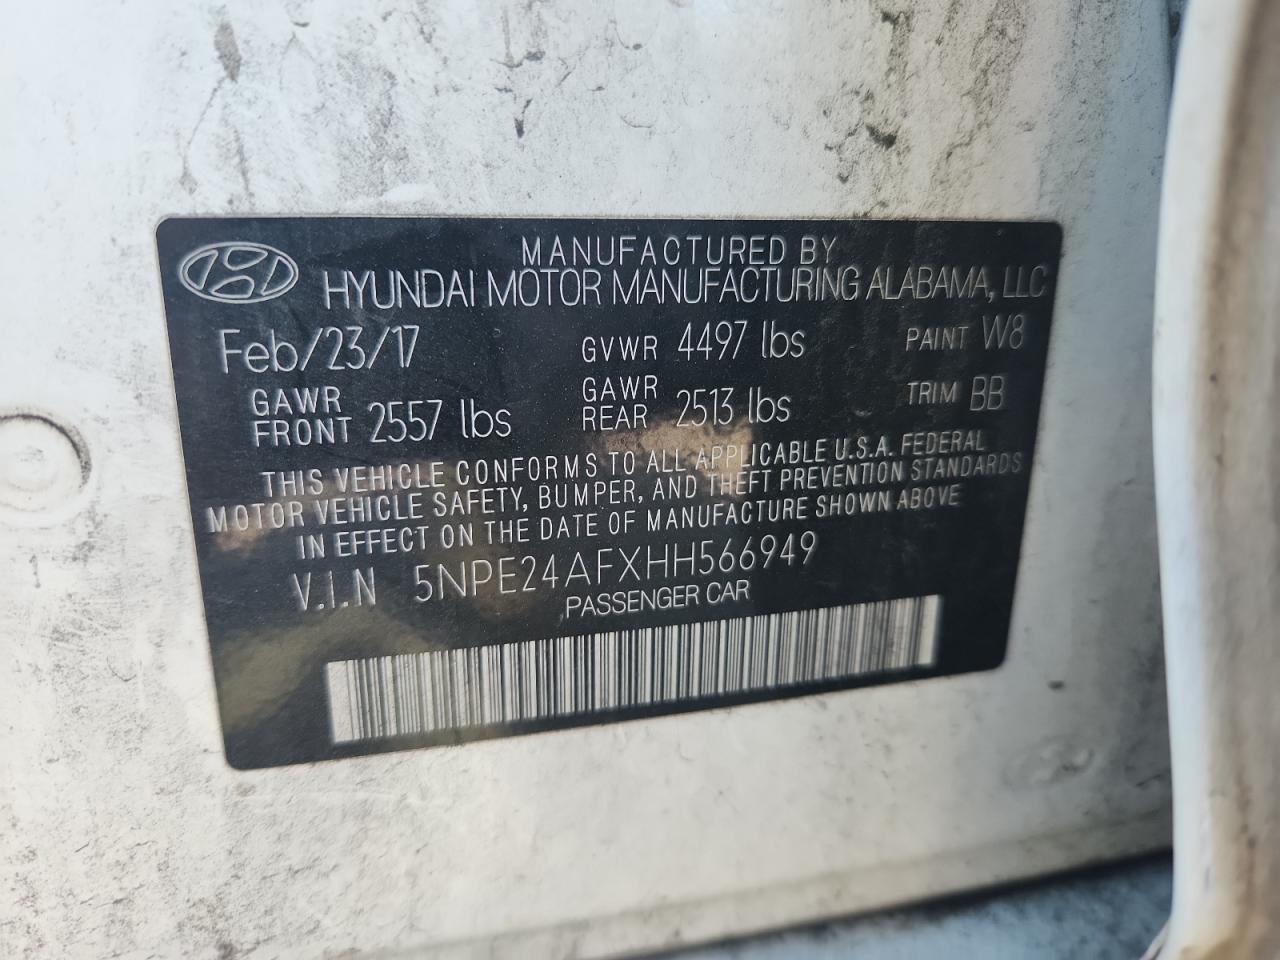 MANUFACTURED BY
HYUNDAI MOTOR MANUFACTURING ALABAMA, LLC
Feb/23/17 GVWR 4497 lbs PAINT W8
GAWR FRONT 2557 lbs GAWR REAR 2513 lbs TRIM BB
THIS VEHICLE CONFORMS TO ALL APPLICABLE U.S.A. FEDERAL
MOTOR VEHICLE SAFETY, BUMPER, AND THEFT PREVENTION STANDARDS
IN EFFECT ON THE DATE OF MANUFACTURE SHOWN ABOVE
V.I.N 5NPE24AFXHH566949
PASSENGER CAR